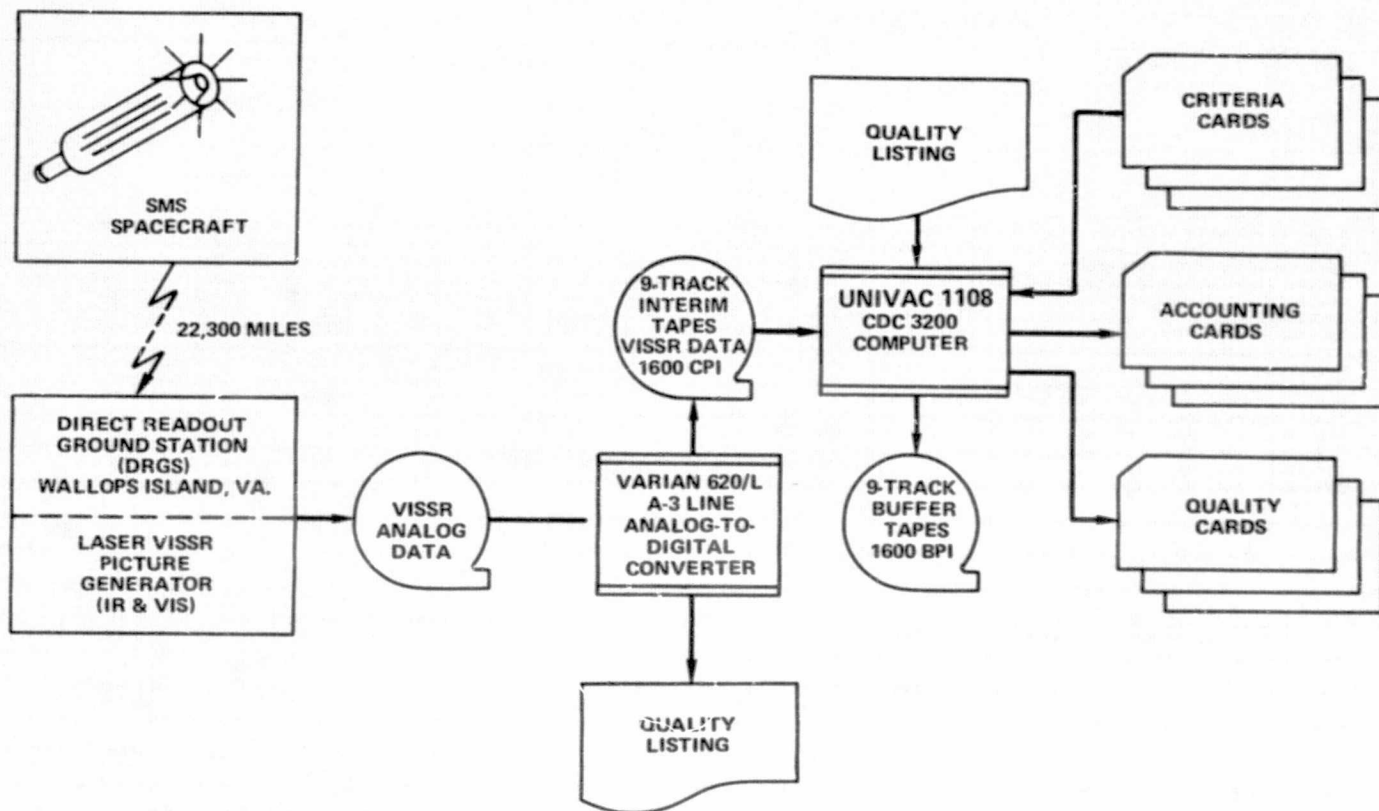 SMS
SPACECRAFT
22,300 MILES
DIRECT READOUT
GROUND STATION
(DRGS)
WALLOPS ISLAND, VA.
LASER VISSR
PICTURE
GENERATOR
(IR & VIS)
VISSR
ANALOG
DATA
9-TRACK
INTERIM
TAPES
VISSR DATA
1600 CPI
VARIAN 620/L
A-3 LINE
ANALOG-TO-
DIGITAL
CONVERTER
QUALITY
LISTING
QUALITY
LISTING
UNIVAC 1108
CDC 3200
COMPUTER
9-TRACK
BUFFER
TAPES
1600 BPI
CRITERIA
CARDS
ACCOUNTING
CARDS
QUALITY
CARDS